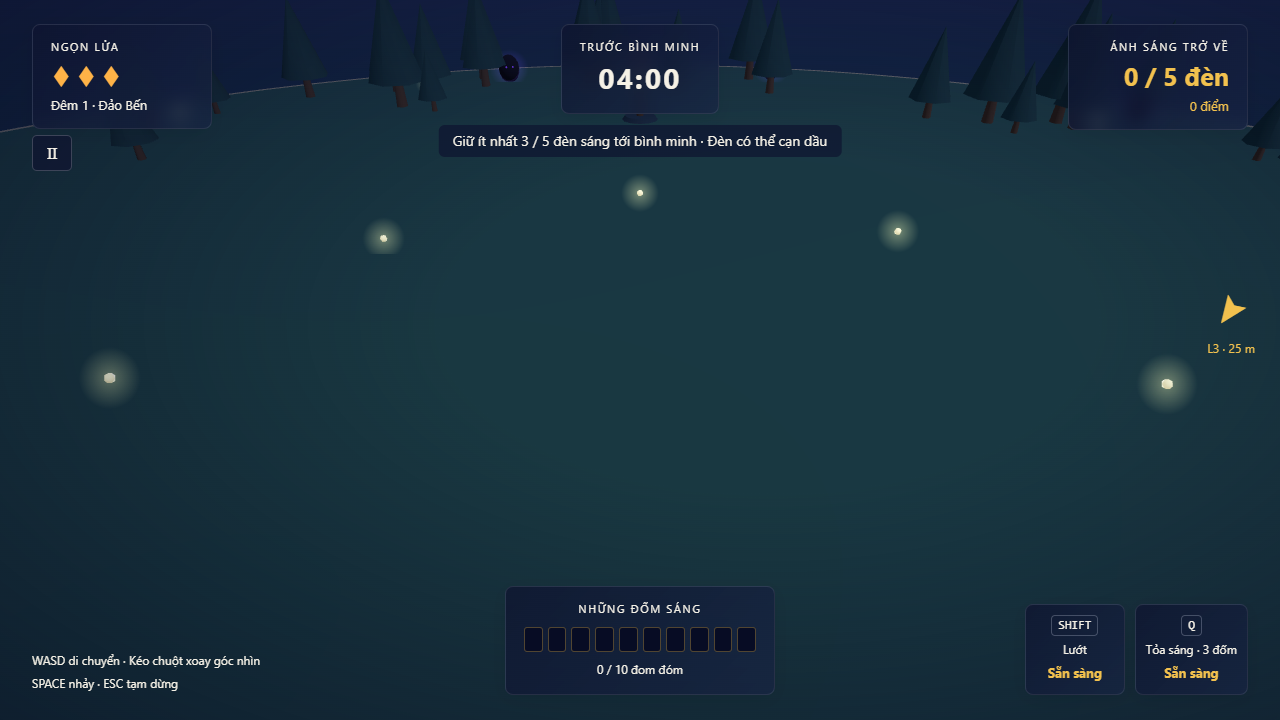 NGỌN LỬA
Đêm 1 · Đảo Bến
II
TRƯỚC BÌNH MINH
04:00
Giữ ít nhất 3 / 5 đèn sáng tới bình minh · Đèn có thể cạn dầu
ÁNH SÁNG TRỞ VỀ
0 / 5 đèn
0 điểm
L3 · 25 m
NHỮNG ĐỐM SÁNG
0 / 10 đom đóm
WASD di chuyển · Kéo chuột xoay góc nhìn
SPACE nhảy · ESC tạm dừng
SHIFT
Lướt
Sẵn sàng
Q
Tỏa sáng · 3 đốm
Sẵn sàng